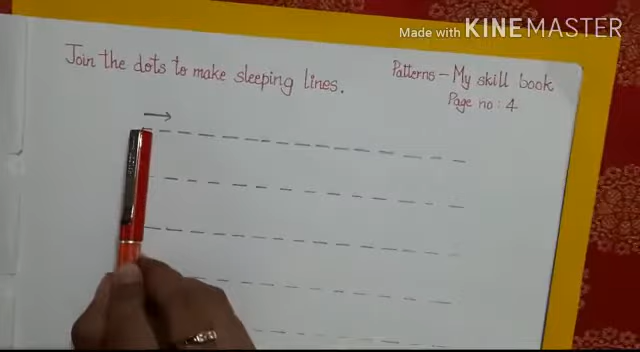 Made with KINEMASTER
Join the dots to make sleeping lines.
Patterns - My skill book
Page no : 4